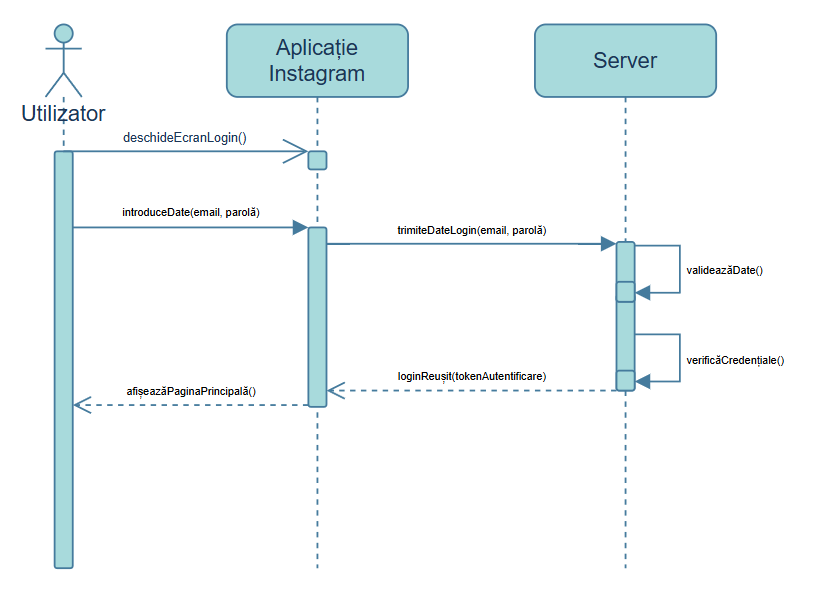 Aplicație
Instagram
Server
Utilizator
deschideEcranLogin()
introduceDate(email, parolă)
trimiteDateLogin(email, parolă)
valideazăDate()
verificăCredențiale()
loginReușit(tokenAutentificare)
afișeazăPaginaPrincipală()